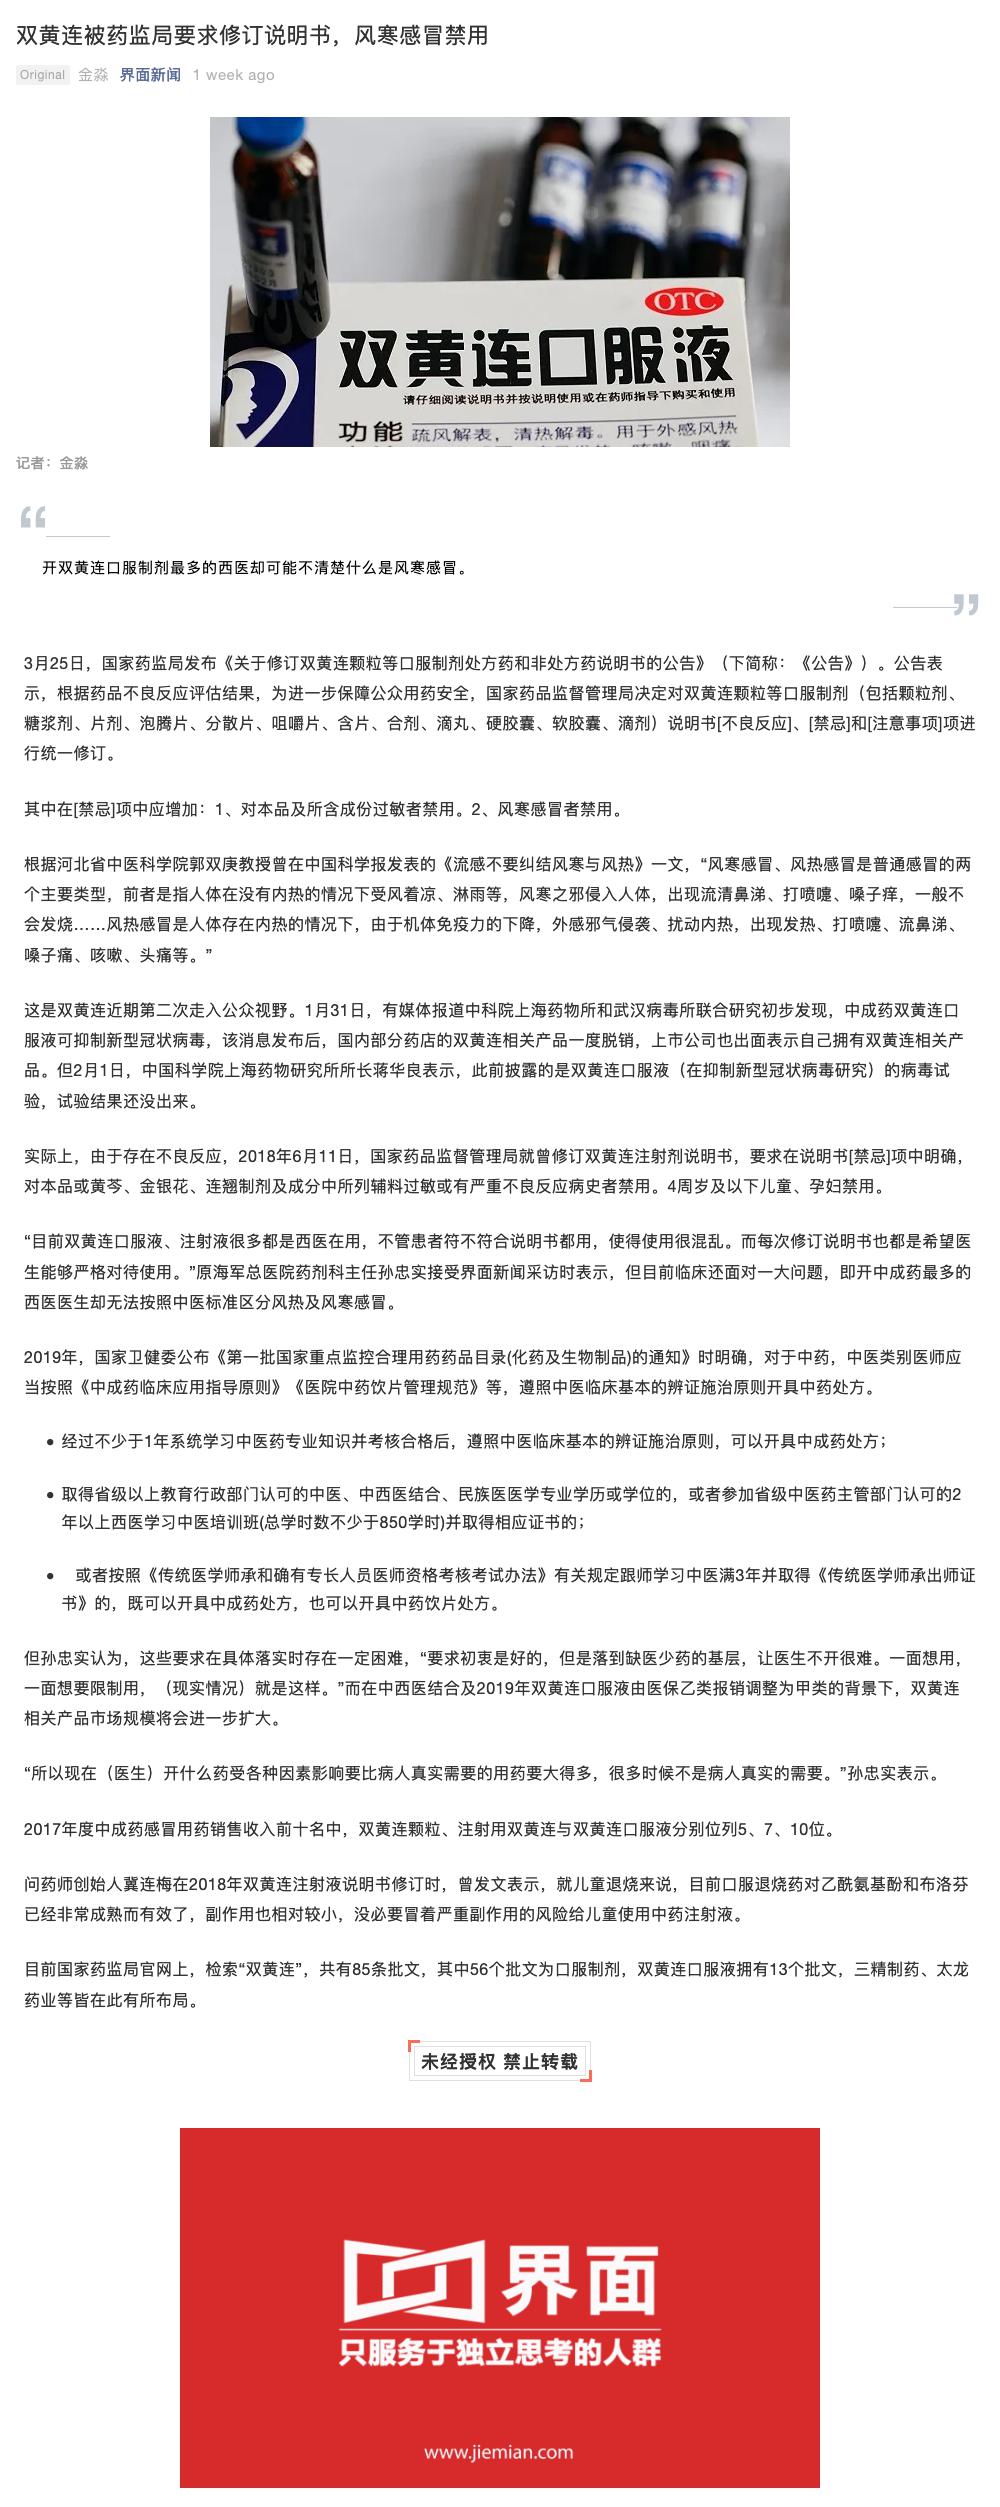 双黄连被药监局要求修订说明书，风寒感冒禁用
Original 金淼 界面新闻 1 week ago
OTC
双黄连口服液
请仔细阅读说明书并按说明使用或在药师指导下购买和使用
功能 疏风解表，清热解毒。用于外感风热
记者：金淼
“
开双黄连口服制剂最多的西医却可能不清楚什么是风寒感冒。
”
3月25日，国家药监局发布《关于修订双黄连颗粒等口服制剂处方药和非处方药说明书的公告》（下简称：《公告》）。公告表
示，根据药品不良反应评估结果，为进一步保障公众用药安全，国家药品监督管理局决定对双黄连颗粒等口服制剂（包括颗粒剂、
糖浆剂、片剂、泡腾片、分散片、咀嚼片、含片、合剂、滴丸、硬胶囊、软胶囊、滴剂）说明书[不良反应]、[禁忌]和[注意事项]项进
行统一修订。
其中在[禁忌]项中应增加：1、对本品及所含成份过敏者禁用。2、风寒感冒者禁用。
根据河北省中医科学院郭双庚教授曾在中国科学报发表的《流感不要纠结风寒与风热》一文，“风寒感冒、风热感冒是普通感冒的两
个主要类型，前者是指人体在没有内热的情况下受风着凉、淋雨等，风寒之邪侵入人体，出现流清鼻涕、打喷嚏、嗓子痒，一般不
会发烧……风热感冒是人体存在内热的情况下，由于机体免疫力的下降，外感邪气侵袭、扰动内热，出现发热、打喷嚏、流鼻涕、
嗓子痛、咳嗽、头痛等。”
这是双黄连近期第二次走入公众视野。1月31日，有媒体报道中科院上海药物所和武汉病毒所联合研究初步发现，中成药双黄连口
服液可抑制新型冠状病毒，该消息发布后，国内部分药店的双黄连相关产品一度脱销，上市公司也出面表示自己拥有双黄连相关产
品。但2月1日，中国科学院上海药物研究所所长蒋华良表示，此前披露的是双黄连口服液（在抑制新型冠状病毒研究）的病毒试
验，试验结果还没出来。
实际上，由于存在不良反应，2018年6月11日，国家药品监督管理局就曾修订双黄连注射剂说明书，要求在说明书[禁忌]项中明确，
对本品或黄芩、金银花、连翘制剂及成分中所列辅料过敏或有严重不良反应病史者禁用。4周岁及以下儿童、孕妇禁用。
“目前双黄连口服液、注射液很多都是西医在用，不管患者符不符合说明书都用，使得使用很混乱。而每次修订说明书也都是希望医
生能够严格对待使用。”原海军总医院药剂科主任孙忠实接受界面新闻采访时表示，但目前临床还面对一大问题，即开中成药最多的
西医医生却无法按照中医标准区分风热及风寒感冒。
2019年，国家卫健委公布《第一批国家重点监控合理用药药品目录(化药及生物制品)的通知》时明确，对于中药，中医类别医师应
当按照《中成药临床应用指导原则》《医院中药饮片管理规范》等，遵照中医临床基本的辨证施治原则开具中药处方。
● 经过不少于1年系统学习中医药专业知识并考核合格后，遵照中医临床基本的辨证施治原则，可以开具中成药处方；
● 取得省级以上教育行政部门认可的中医、中西医结合、民族医医学专业学历或学位的，或者参加省级中医药主管部门认可的2
年以上西医学习中医培训班(总学时数不少于850学时)并取得相应证书的；
● 或者按照《传统医学师承和确有专长人员医师资格考核考试办法》有关规定跟师学习中医满3年并取得《传统医学师承出师证
书》的，既可以开具中成药处方，也可以开具中药饮片处方。
但孙忠实认为，这些要求在具体落实时存在一定困难，“要求初衷是好的，但是落到缺医少药的基层，让医生不开很难。一面想用，
一面想要限制用，（现实情况）就是这样。”而在中西医结合及2019年双黄连口服液由医保乙类报销调整为甲类的背景下，双黄连
相关产品市场规模将会进一步扩大。
“所以现在（医生）开什么药受各种因素影响要比病人真实需要的用药要大得多，很多时候不是病人真实的需要。”孙忠实表示。
2017年度中成药感冒用药销售收入前十名中，双黄连颗粒、注射用双黄连与双黄连口服液分别位列5、7、10位。
问药师创始人冀连梅在2018年双黄连注射液说明书修订时，曾发文表示，就儿童退烧来说，目前口服退烧药对乙酰氨基酚和布洛芬
已经非常成熟而有效了，副作用也相对较小，没必要冒着严重副作用的风险给儿童使用中药注射液。
目前国家药监局官网上，检索“双黄连”，共有85条批文，其中56个批文为口服制剂，双黄连口服液拥有13个批文，三精制药、太龙
药业等皆在此有所布局。
未经授权 禁止转载
界面
只服务于独立思考的人群
www.jiemian.com